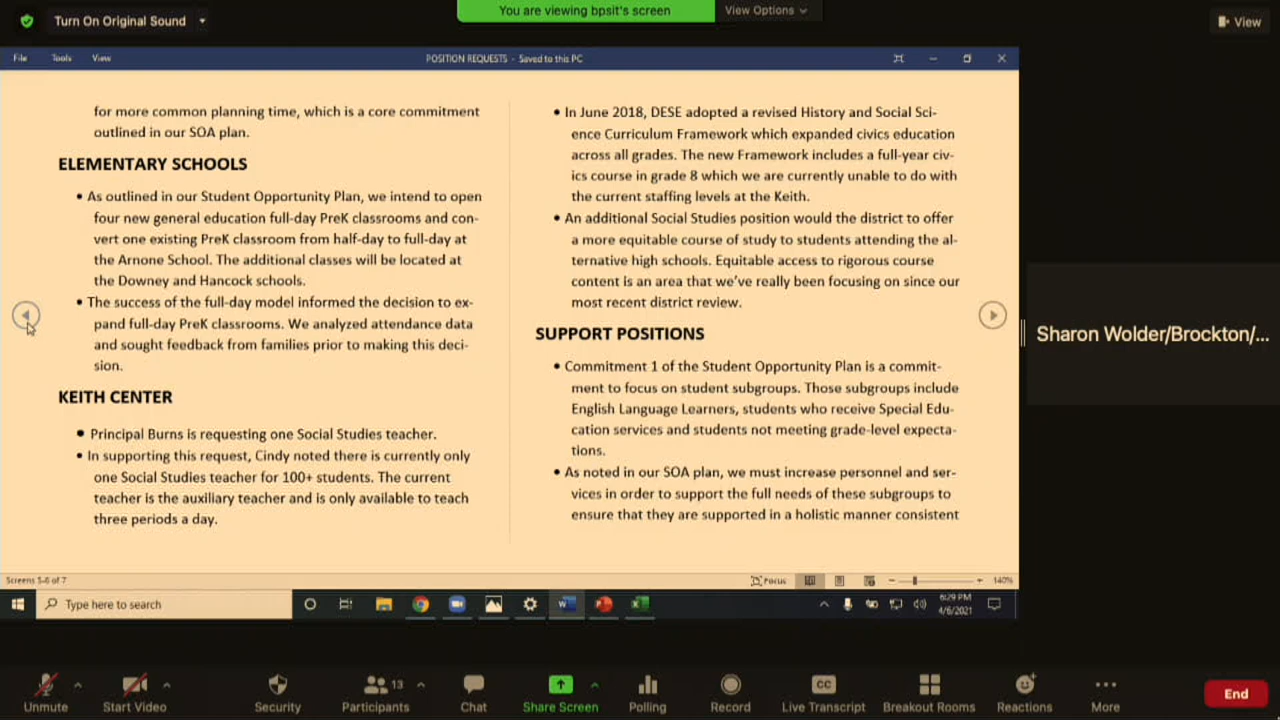 Turn On Original Sound
You are viewing bpsit's screen
View Options
View
File Tools View
POSITION REQUESTS - Saved to this PC
for more common planning time, which is a core commitment
outlined in our SOA plan.
ELEMENTARY SCHOOLS
• As outlined in our Student Opportunity Plan, we intend to open
four new general education full-day PreK classrooms and con-
vert one existing PreK classroom from half-day to full-day at
the Arnone School. The additional classes will be located at
the Downey and Hancock schools.
• The success of the full-day model informed the decision to ex-
pand full-day PreK classrooms. We analyzed attendance data
and sought feedback from families prior to making this deci-
sion.
KEITH CENTER
• Principal Burns is requesting one Social Studies teacher.
• In supporting this request, Cindy noted there is currently only
one Social Studies teacher for 100+ students. The current
teacher is the auxiliary teacher and is only available to teach
three periods a day.
• In June 2018, DESE adopted a revised History and Social Sci-
ence Curriculum Framework which expanded civics education
across all grades. The new Framework includes a full-year civ-
ics course in grade 8 which we are currently unable to do with
the current staffing levels at the Keith.
• An additional Social Studies position would the district to offer
a more equitable course of study to students attending the al-
ternative high schools. Equitable access to rigorous course
content is an area that we've really been focusing on since our
most recent district review.
SUPPORT POSITIONS
• Commitment 1 of the Student Opportunity Plan is a commit-
ment to focus on student subgroups. Those subgroups include
English Language Learners, students who receive Special Edu-
cation services and students not meeting grade-level expecta-
tions.
• As noted in our SOA plan, we must increase personnel and ser-
vices in order to support the full needs of these subgroups to
ensure that they are supported in a holistic manner consistent
Sharon Wolder/Brockton/...
Screens 5-6 of 7
Focus
140%
Type here to search
6:29 PM
4/6/2021
Unmute
Start Video
Security
13
Participants
Chat
Share Screen
Polling
Record
CC
Live Transcript
Breakout Rooms
Reactions
More
End